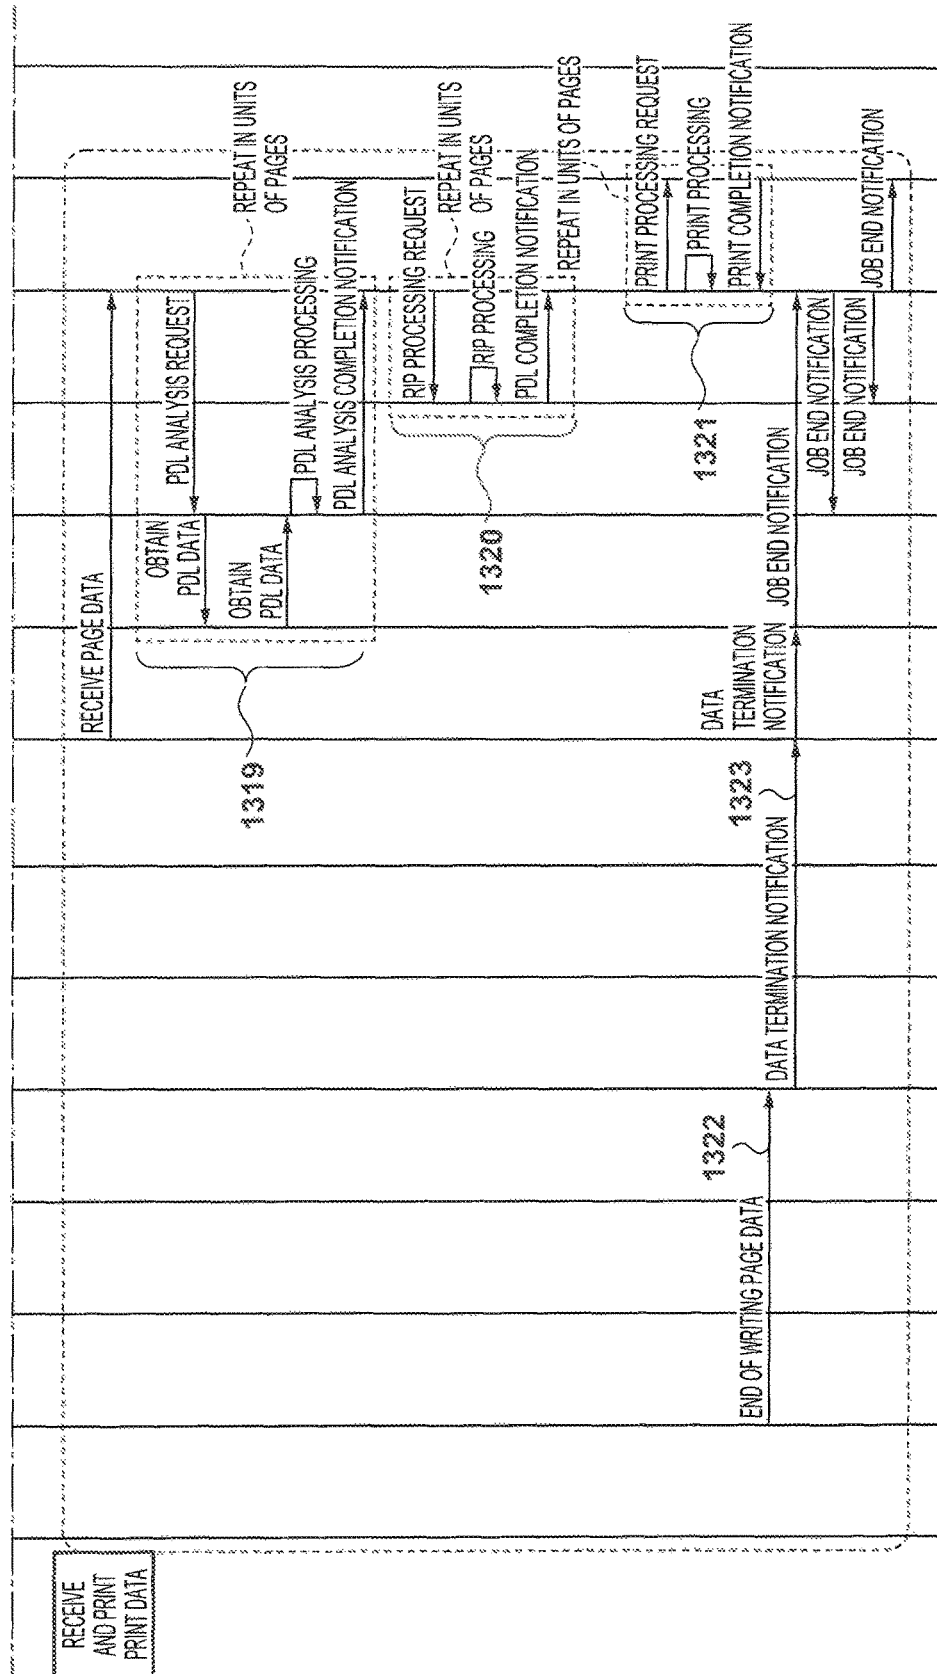 RECEIVE
AND PRINT
PRINT DATA
RECEIVE PAGE DATA
REPEAT IN UNITS
OF PAGES
PDL ANALYSIS REQUEST
OBTAIN
PDL DATA
OBTAIN
PDL DATA
PDL ANALYSIS PROCESSING
PDL ANALYSIS COMPLETION NOTIFICATION
1319
RIP PROCESSING REQUEST
REPEAT IN UNITS
OF PAGES
RIP PROCESSING
PDL COMPLETION NOTIFICATION
1320
REPEAT IN UNITS OF PAGES
PRINT PROCESSING REQUEST
PRINT PROCESSING
PRINT COMPLETION NOTIFICATION
1321
END OF WRITING PAGE DATA
1322
DATA TERMINATION NOTIFICATION
1323
DATA
TERMINATION
NOTIFICATION
JOB END NOTIFICATION
JOB END NOTIFICATION
JOB END NOTIFICATION
JOB END NOTIFICATION